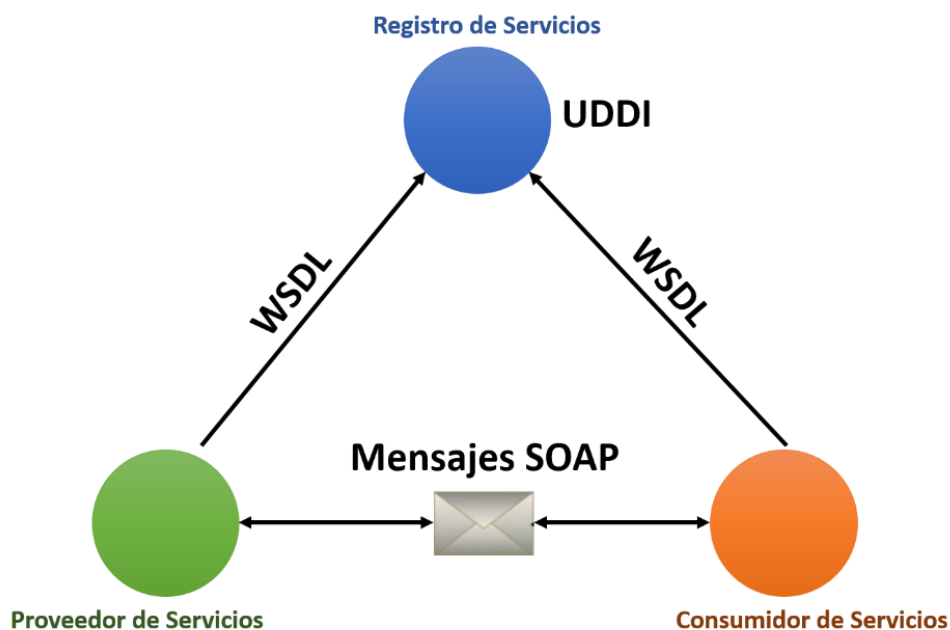 Registro de Servicios
UDDI
WSDL
WSDL
Mensajes SOAP
Proveedor de Servicios
Consumidor de Servicios